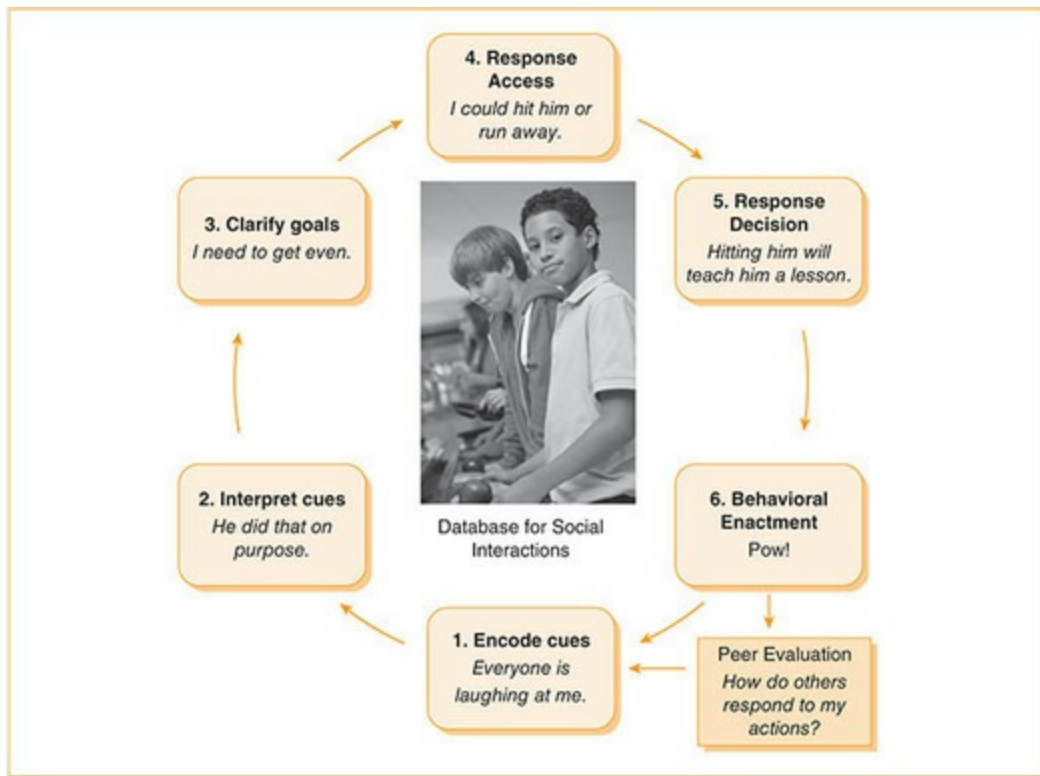 4. Response
Access
I could hit him or
run away.
3. Clarify goals
I need to get even.
5. Response
Decision
Hitting him will
teach him a lesson.
2. Interpret cues
He did that on
purpose.
Database for Social
Interactions
6. Behavioral
Enactment
Pow!
1. Encode cues
Everyone is
laughing at me.
Peer Evaluation
How do others
respond to my
actions?